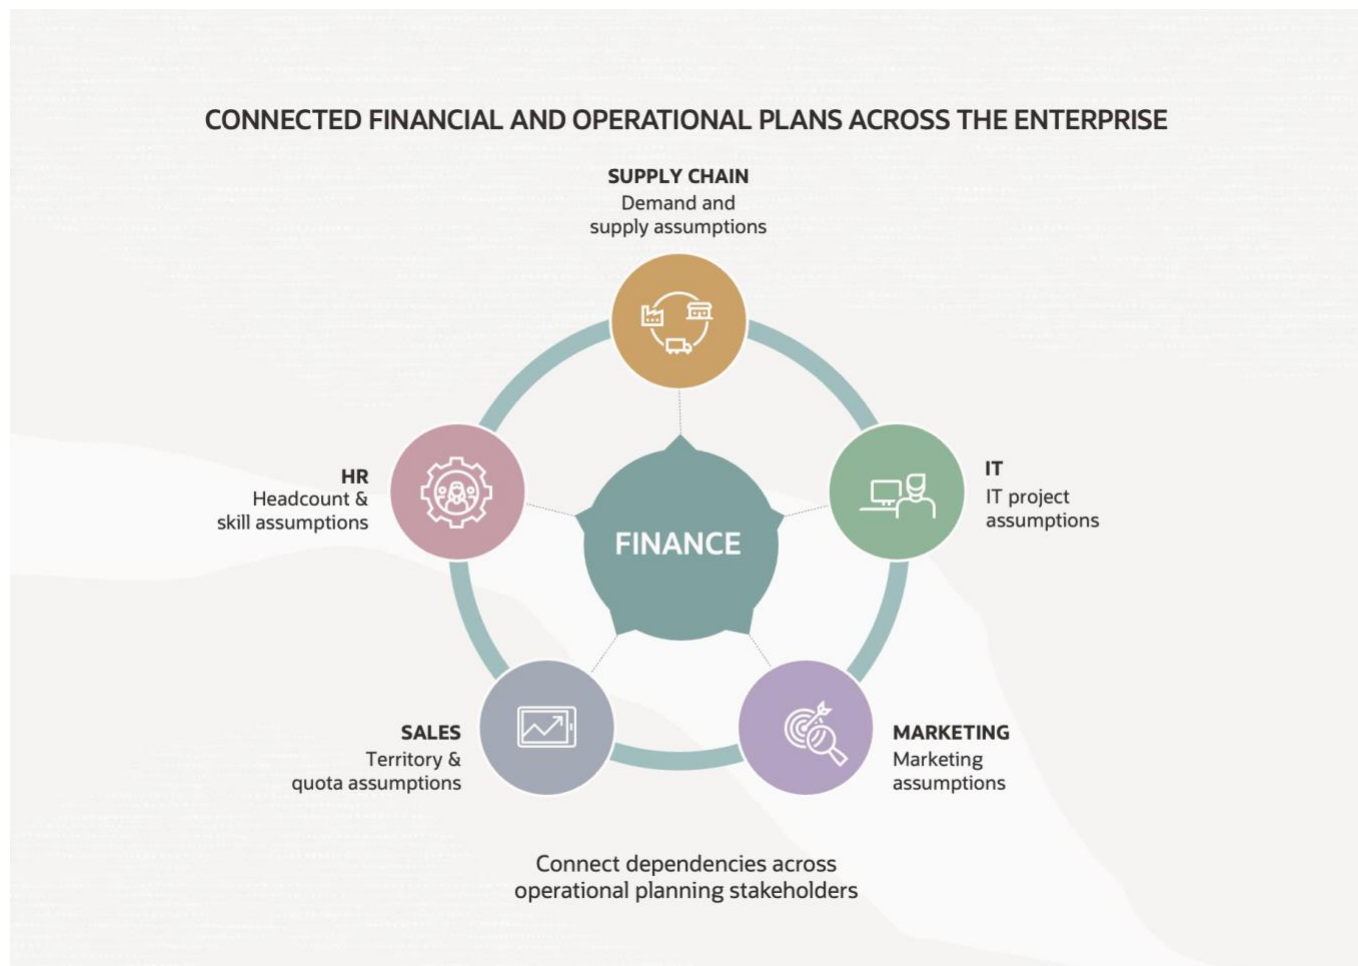 CONNECTED FINANCIAL AND OPERATIONAL PLANS ACROSS THE ENTERPRISE
SUPPLY CHAIN
Demand and
supply assumptions
HR
Headcount &
skill assumptions
IT
IT project
assumptions
FINANCE
SALES
Territory &
quota assumptions
MARKETING
Marketing
assumptions
Connect dependencies across
operational planning stakeholders